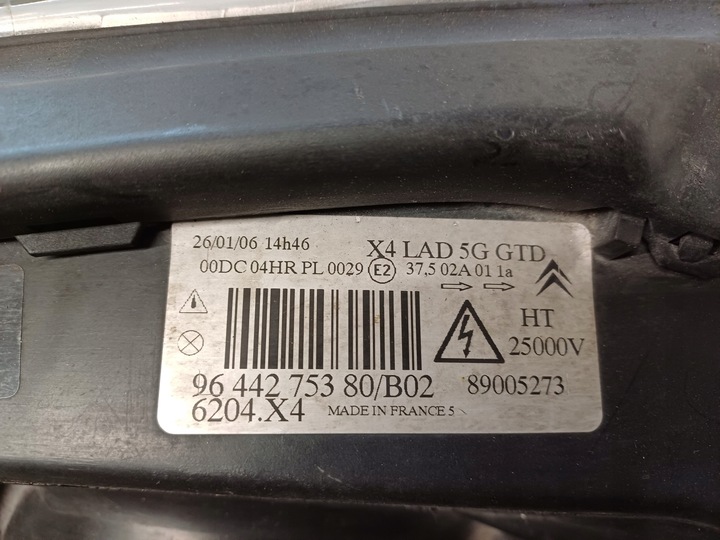 26/01/06 14h46 X4 LAD 5G GTD
00DC 04HR PL 0029 E2 37,5 02A 01 1a
HT
25000V
96 442 753 80/B02 89005273
6204.X4 MADE IN FRANCE 5